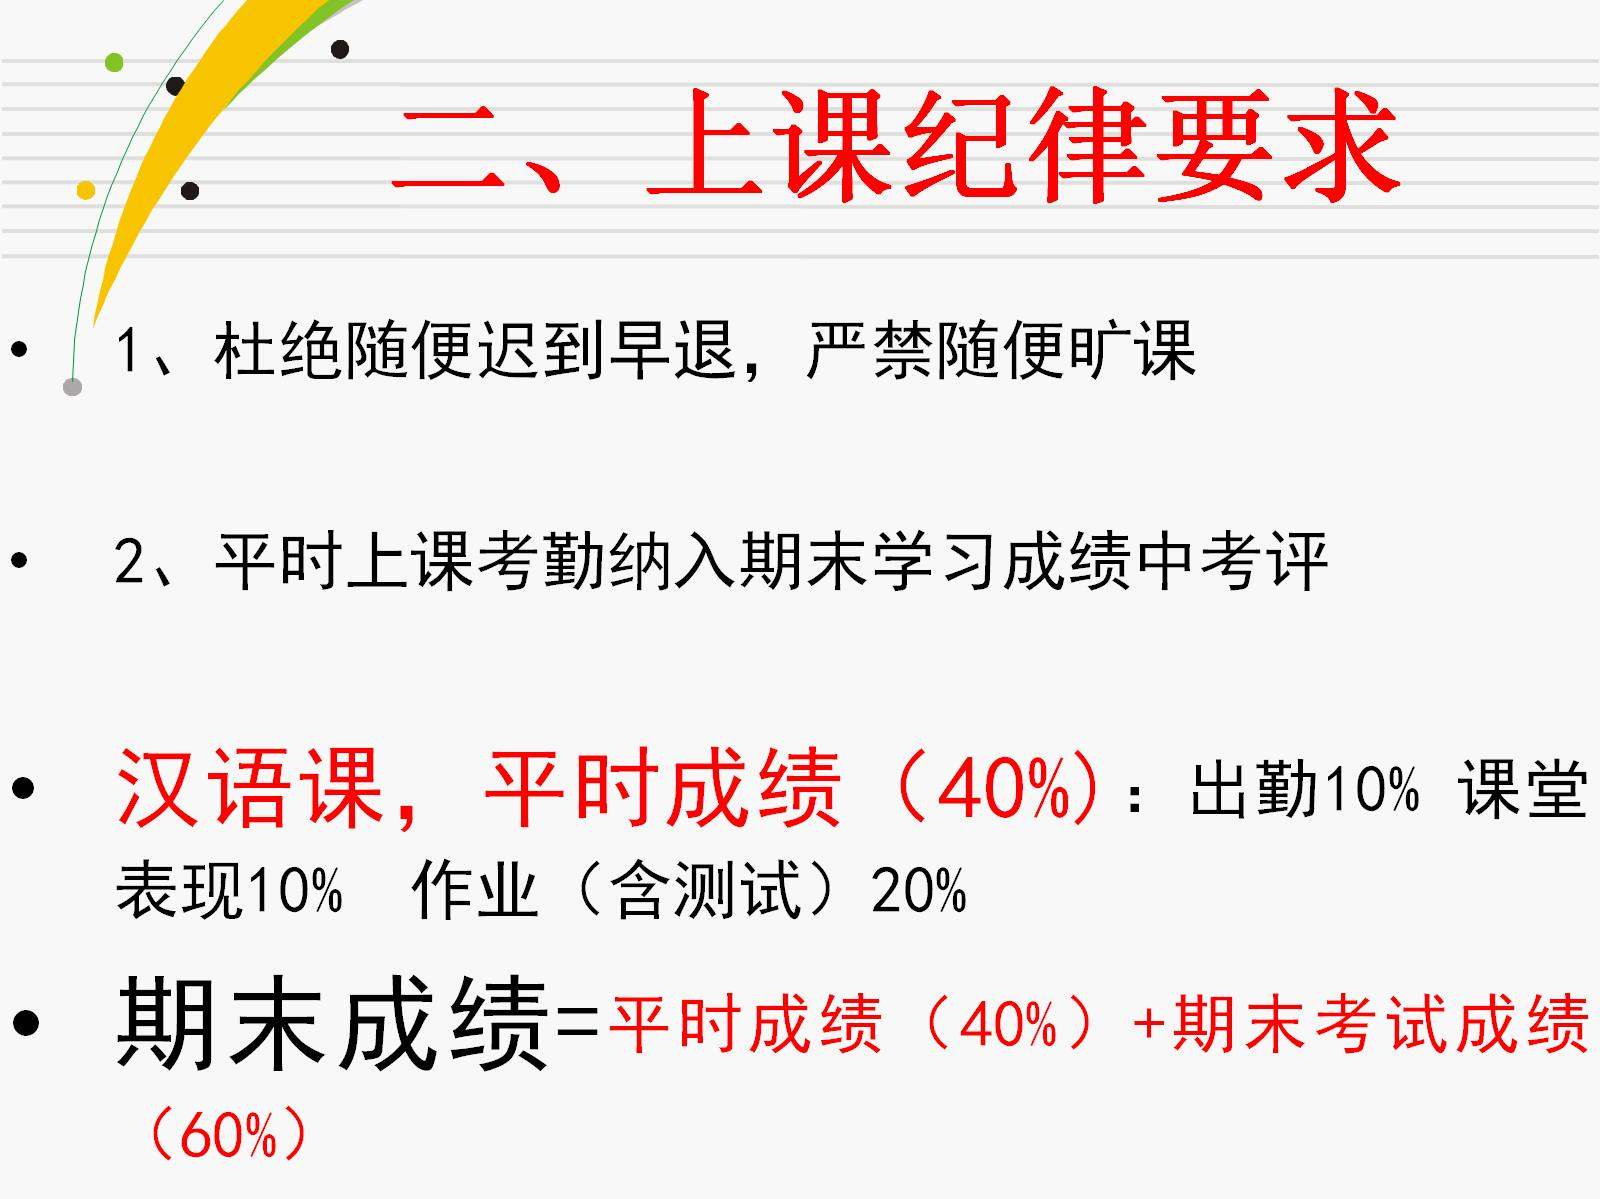 二、上课纪律要求
• 1、杜绝随便迟到早退，严禁随便旷课
• 2、平时上课考勤纳入期末学习成绩中考评
• 汉语课，平时成绩（40%）：出勤10% 课堂
表现10% 作业（含测试）20%
• 期末成绩=平时成绩（40%）+期末考试成绩
（60%）